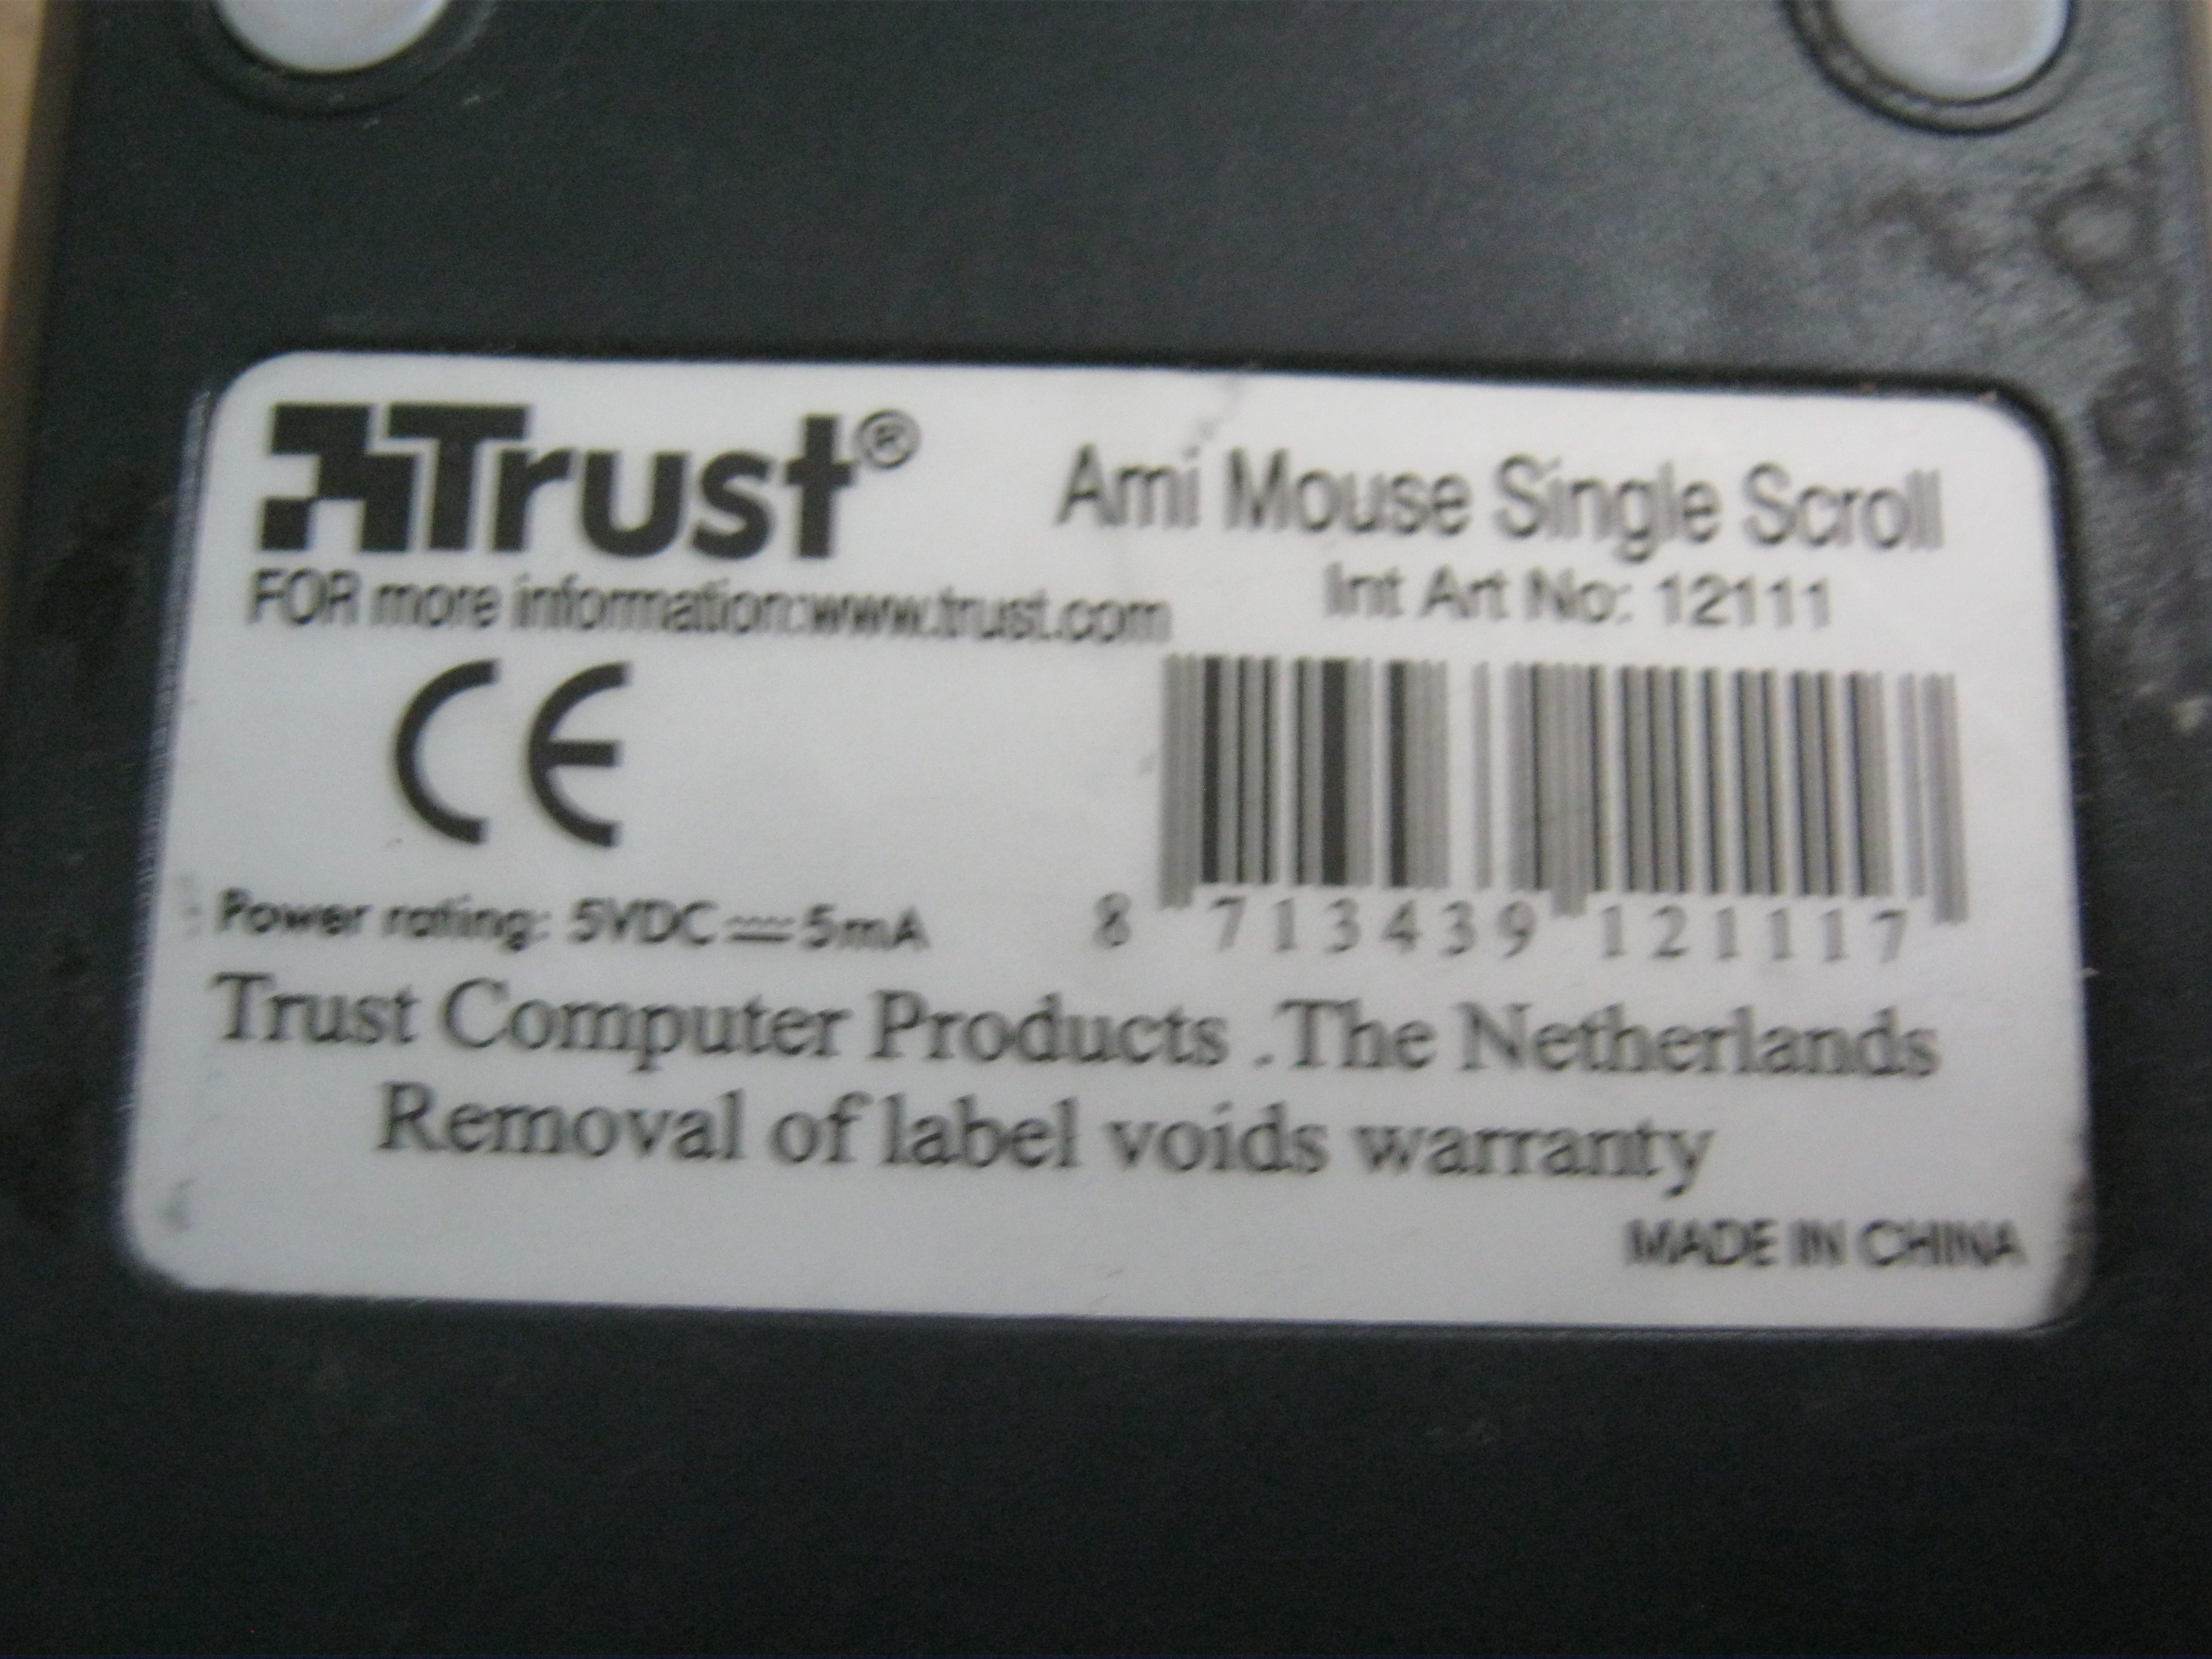 Trust® Ami Mouse Single Scroll
FOR more information:www.trust.com Int Art No: 12111
CE
Power rating: 5VDC ⎓ 5mA 8 713439 121117
Trust Computer Products .The Netherlands
Removal of label voids warranty
MADE IN CHINA